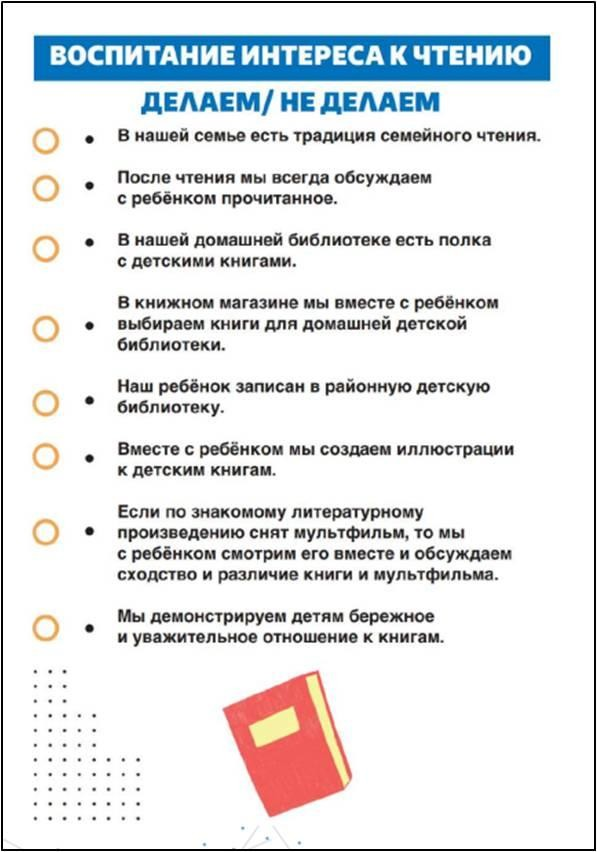 ВОСПИТАНИЕ ИНТЕРЕСА К ЧТЕНИЮ
ДЕЛАЕМ/ НЕ ДЕЛАЕМ
• В нашей семье есть традиция семейного чтения.
• После чтения мы всегда обсуждаем
с ребёнком прочитанное.
• В нашей домашней библиотеке есть полка
с детскими книгами.
• В книжном магазине мы вместе с ребёнком
выбираем книги для домашней детской
библиотеки.
• Наш ребёнок записан в районную детскую
библиотеку.
• Вместе с ребёнком мы создаем иллюстрации
к детским книгам.
• Если по знакомому литературному
произведению снят мультфильм, то мы
с ребёнком смотрим его вместе и обсуждаем
сходство и различие книги и мультфильма.
• Мы демонстрируем детям бережное
и уважительное отношение к книгам.